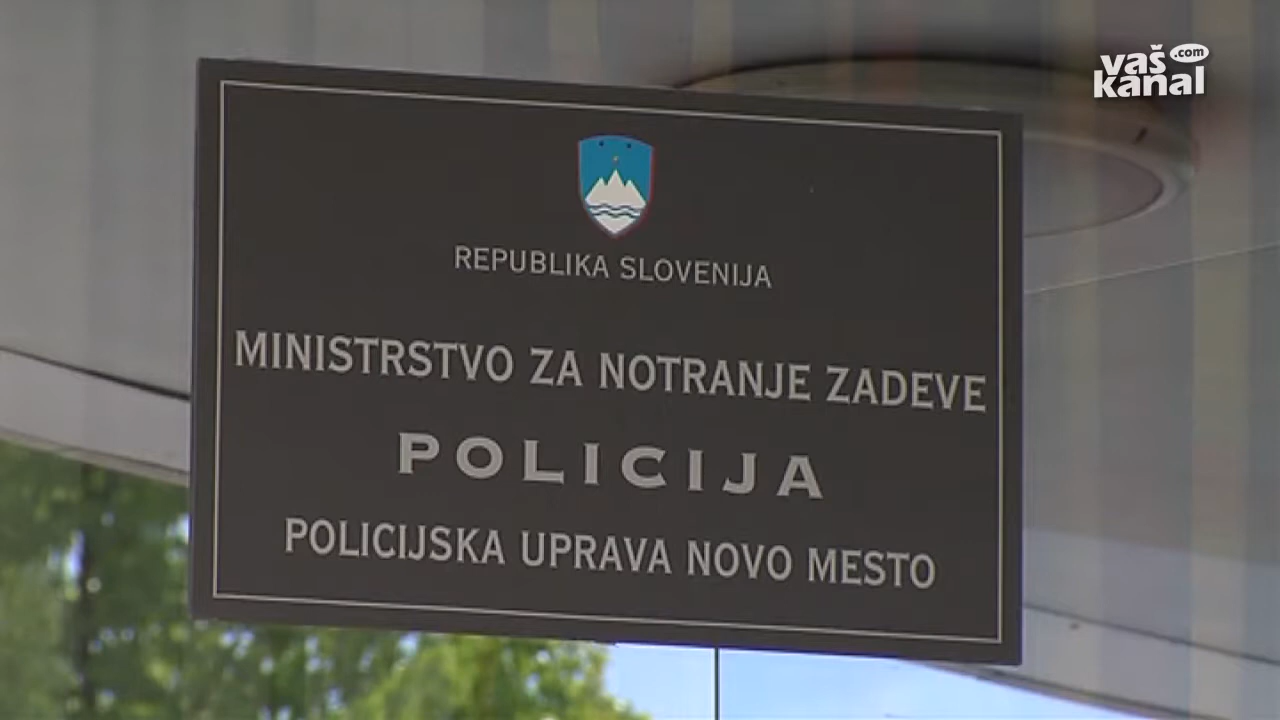 vaš .com
kanal
REPUBLIKA SLOVENIJA
MINISTRSTVO ZA NOTRANJE ZADEVE
POLICIJA
POLICIJSKA UPRAVA NOVO MESTO